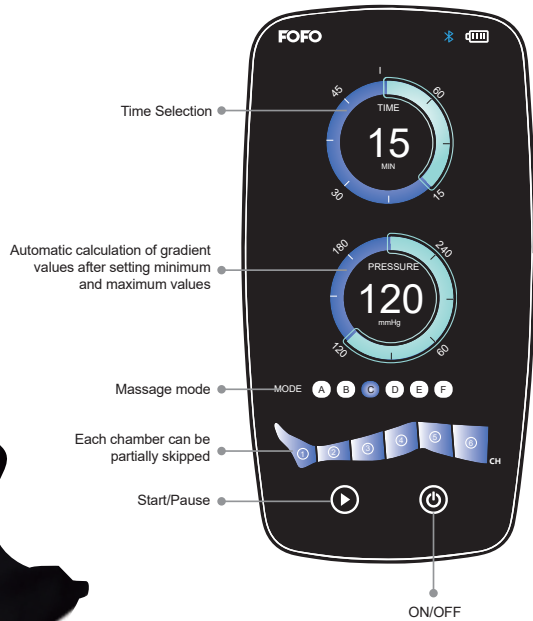 FOFO
45
60
TIME
15
MIN
30
15
Time Selection
180
240
PRESSURE
120
mmHg
120
60
Automatic calculation of gradient
values after setting minimum
and maximum values
Massage mode
MODE A B C D E F
Each chamber can be
partially skipped
1 2 3 4 5 6
CH
Start/Pause
ON/OFF